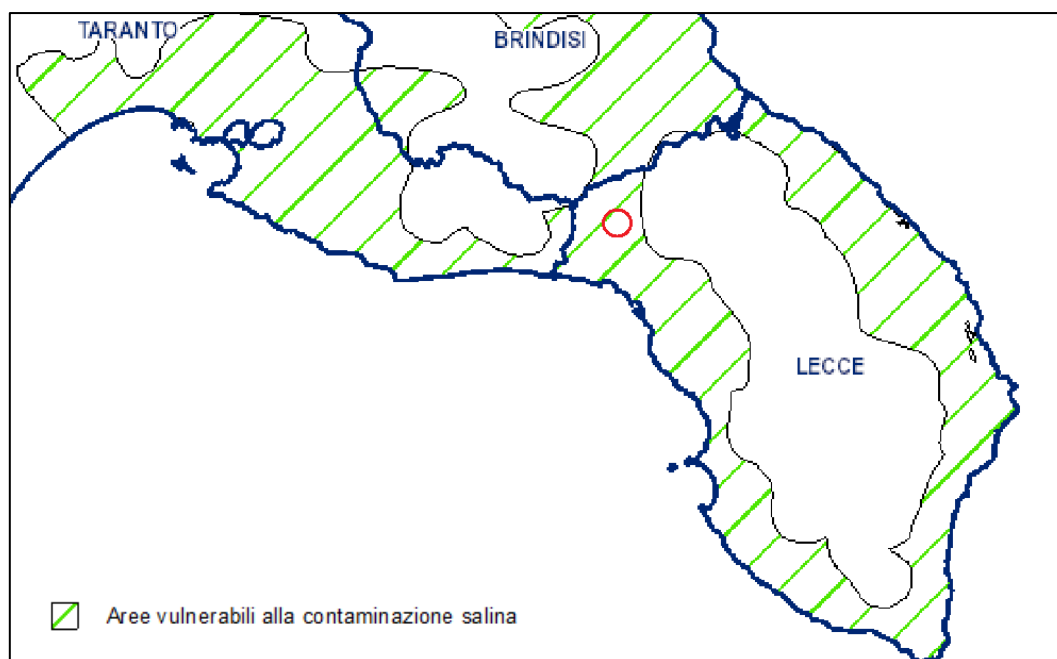 TARANTO
BRINDISI
LECCE
Aree vulnerabili alla contaminazione salina